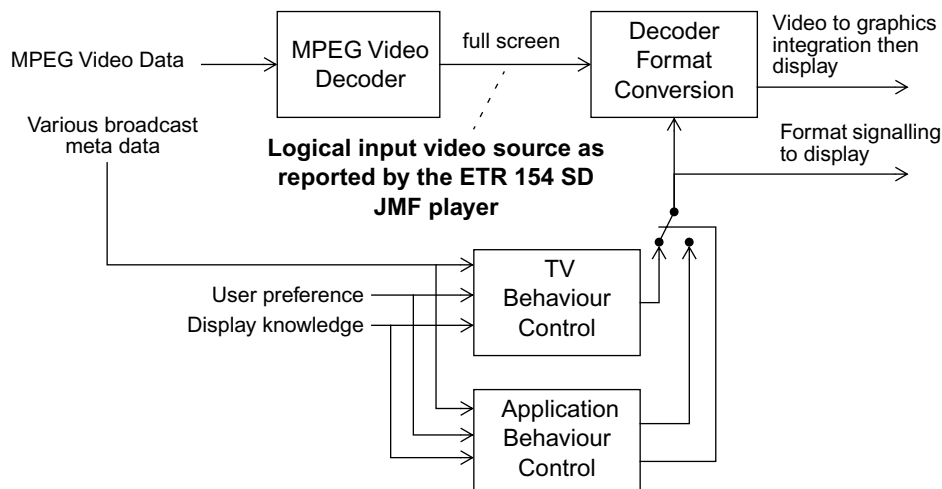 MPEG Video Data
MPEG Video
Decoder
full screen
Decoder
Format
Conversion
Video to graphics
integration then
display
Various broadcast
meta data
Logical input video source as
reported by the ETR 154 SD
JMF player
Format signalling
to display
User preference
Display knowledge
TV
Behaviour
Control
Application
Behaviour
Control